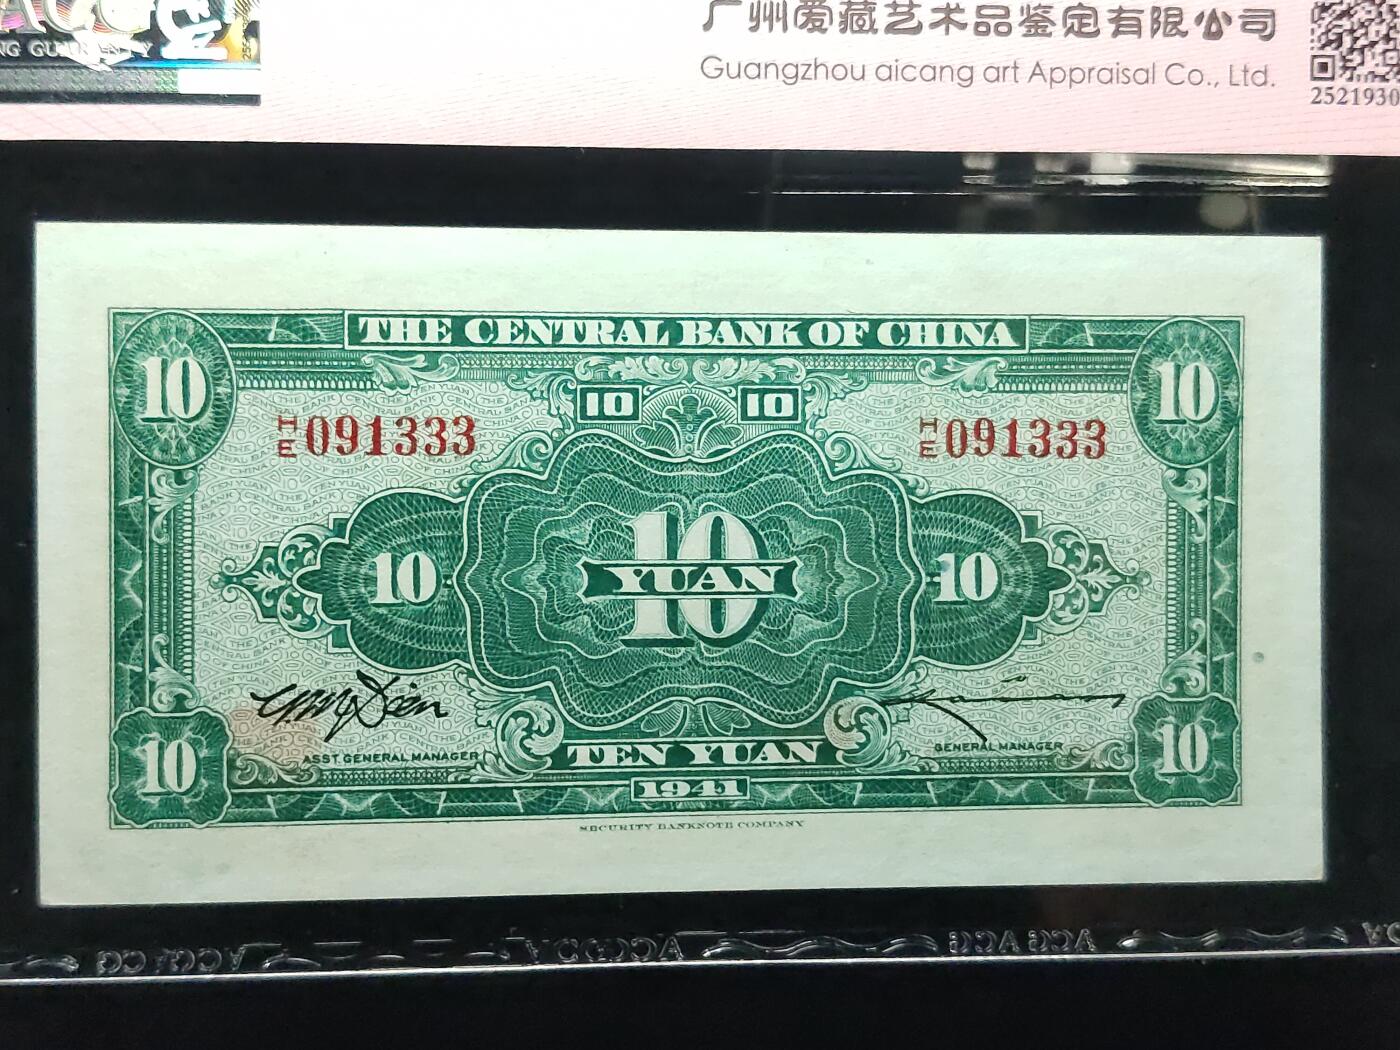 广州爱藏艺术品鉴定有限公司
Guangzhou aicang art Appraisal Co., Ltd.
2521930
THE CENTRAL BANK OF CHINA
10 10
10 10
H/E 091333 H/E 091333
10 10 YUAN 10
ASST. GENERAL MANAGER GENERAL MANAGER
10 TEN YUAN 10
1941
SECURITY BANKNOTE COMPANY
ACG ACG